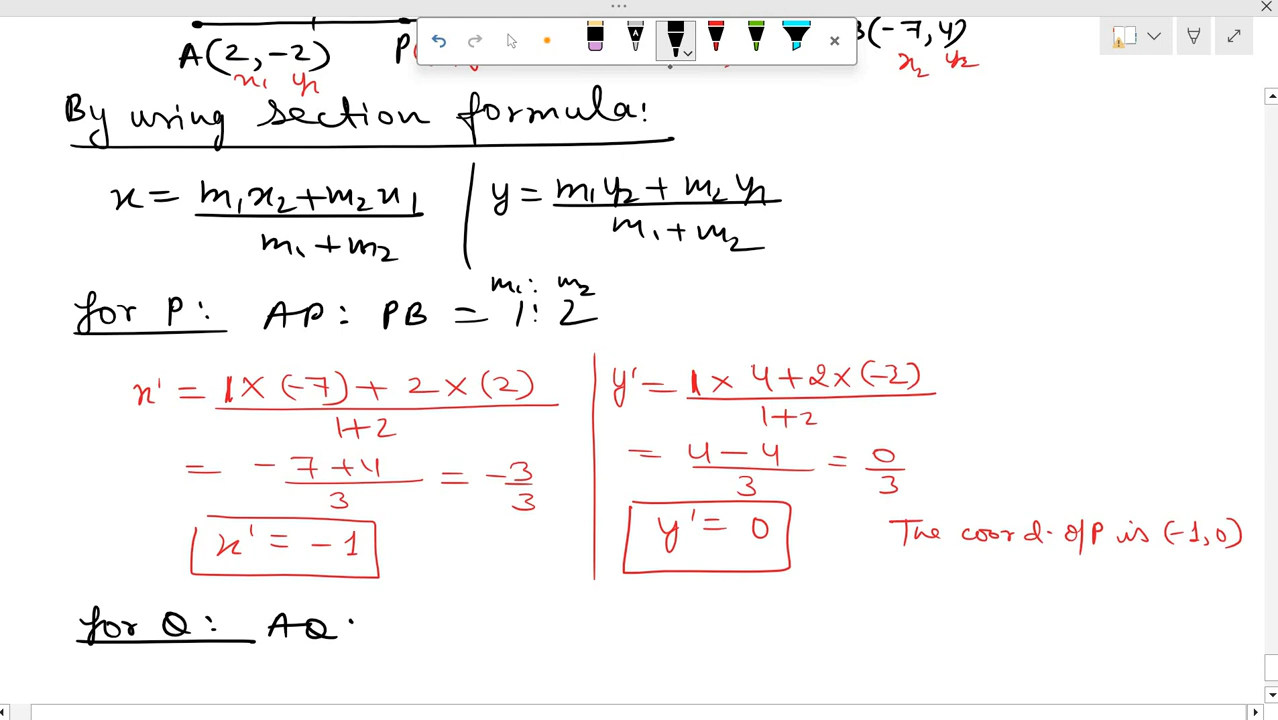 A(2,-2) P( B(-7,4)
x₁ y₁ x₂ y₂
By using section formula:
x = m₁x₂+m₂x₁ / m₁+m₂ | y = m₁y₂+m₂y₁ / m₁+m₂
m₁: m₂
for P: AP: PB = 1: 2
x' = 1×(-7)+ 2×(2) / 1+2 | y' = 1× 4+2×(-2) / 1+2
= -7+4 / 3 = -3/3 | = 4-4 / 3 = 0/3
x' = -1 | y' = 0 The coord. of P is (-1,0)
for Q: AQ: